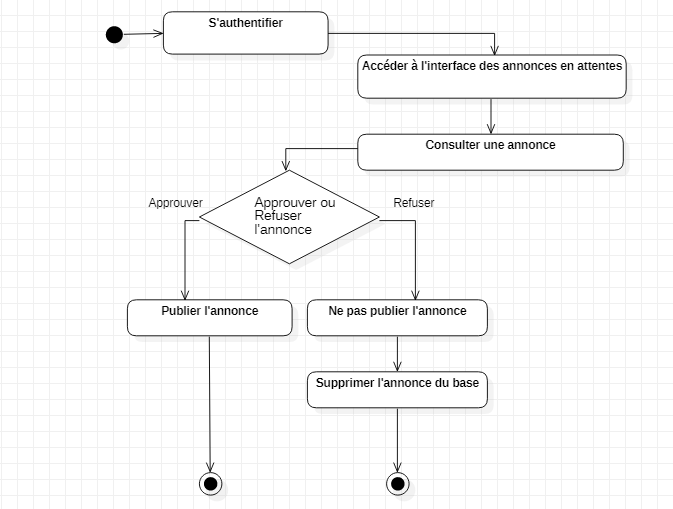 S'authentifier
Accéder à l'interface des annonces en attentes
Consulter une annonce
Approuver
Approuver ou
Refuser
l'annonce
Refuser
Publier l'annonce
Ne pas publier l'annonce
Supprimer l'annonce du base